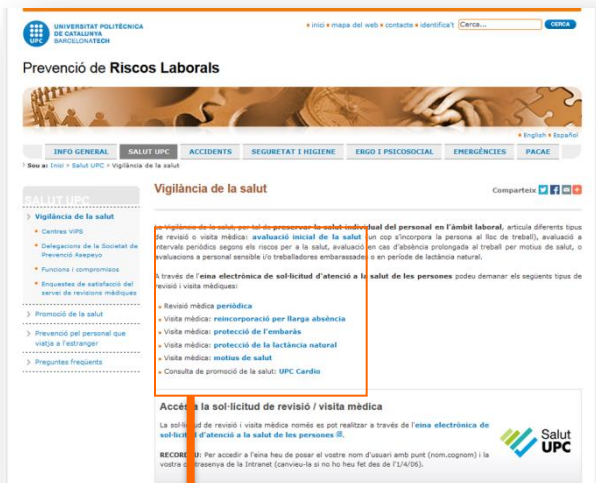 UNIVERSITAT POLITÈCNICA
DE CATALUNYA
BARCELONATECH
UPC
inici mapa del web contacte identifica't Cerca... CERCA
Prevenció de Riscos Laborals
English Español
INFO GENERAL SALUT UPC ACCIDENTS SEGURETAT I HIGIENE ERGO I PSICOSOCIAL EMERGÈNCIES PACAE
Sou a: Inici > Salut UPC > Vigilància de la salut
SALUT UPC
Vigilància de la salut
Centres ViPS
Delegacions de la Societat de
Prevenció Asepeyo
Funcions i compromisos
Enquestes de satisfacció del
servei de revisions mèdiques
Promoció de la salut
Prevenció pel personal que
viatja a l'estranger
Preguntes freqüents
Vigilància de la salut
Comparteix
La Vigilància de la salut, per tal de preservar la salut individual del personal en l'àmbit laboral, articula diferents tipus
de revisió o visita mèdica: avaluació inicial de la salut (un cop s'incorpora la persona al lloc de treball), avaluació a
intervals periòdics segons els riscos per a la salut, avaluació en cas d'absència prolongada al treball per motius de salut, o
avaluacions a personal sensible i/o treballadores embarassades o en període de lactància natural.
A través de l'eina electrònica de sol·licitud d'atenció a la salut de les persones podeu demanar els següents tipus de
revisió i visita mèdiques:
Revisió mèdica periòdica
Visita mèdica: reincorporació per llarga absència
Visita mèdica: protecció de l'embaràs
Visita mèdica: protecció de la lactància natural
Visita mèdica: motius de salut
Consulta de promoció de la salut: UPC Cardio
Accés a la sol·licitud de revisió / visita mèdica
La sol·licitud de revisió i visita mèdica només es pot realitzar a través de l'eina electrònica de
sol·licitud d'atenció a la salut de les persones.
RECORDEU: Per accedir a l'eina heu de posar el vostre nom d'usuari amb punt (nom.cognom) i la
vostra contrasenya de la Intranet (canvieu-la si no ho heu fet des de l'1/4/06).
Salut
UPC